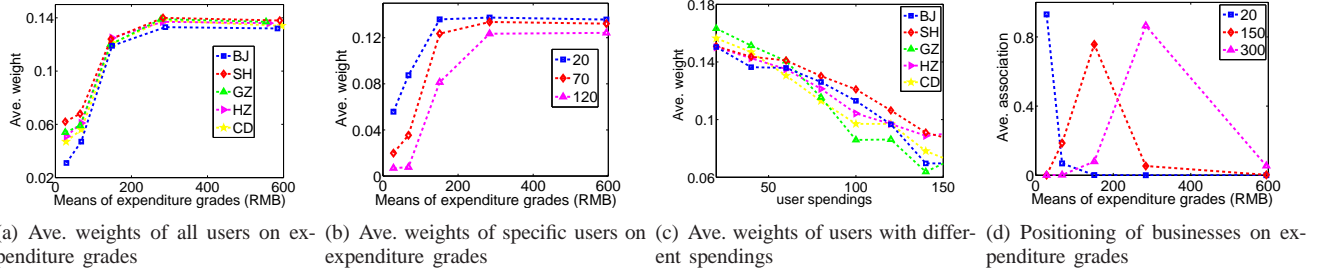 0.14
0.1
0.06
0.02
0 200 400 600
Ave. weight
Means of expenditure grades (RMB)
BJ
SH
GZ
HZ
CD
0.12
0.08
0.04
0
0 200 400 600
Ave. weight
Means of expenditure grades (RMB)
20
70
120
0.18
0.14
0.1
0.06
50 100 150
Ave. weight
user spendings
BJ
SH
GZ
HZ
CD
0.8
0.4
0
0 200 400 600
Ave. association
Means of expenditure grades (RMB)
20
150
300
(a) Ave. weights of all users on ex-
penditure grades
(b) Ave. weights of specific users on
expenditure grades
(c) Ave. weights of users with differ-
ent spendings
(d) Positioning of businesses on ex-
penditure grades